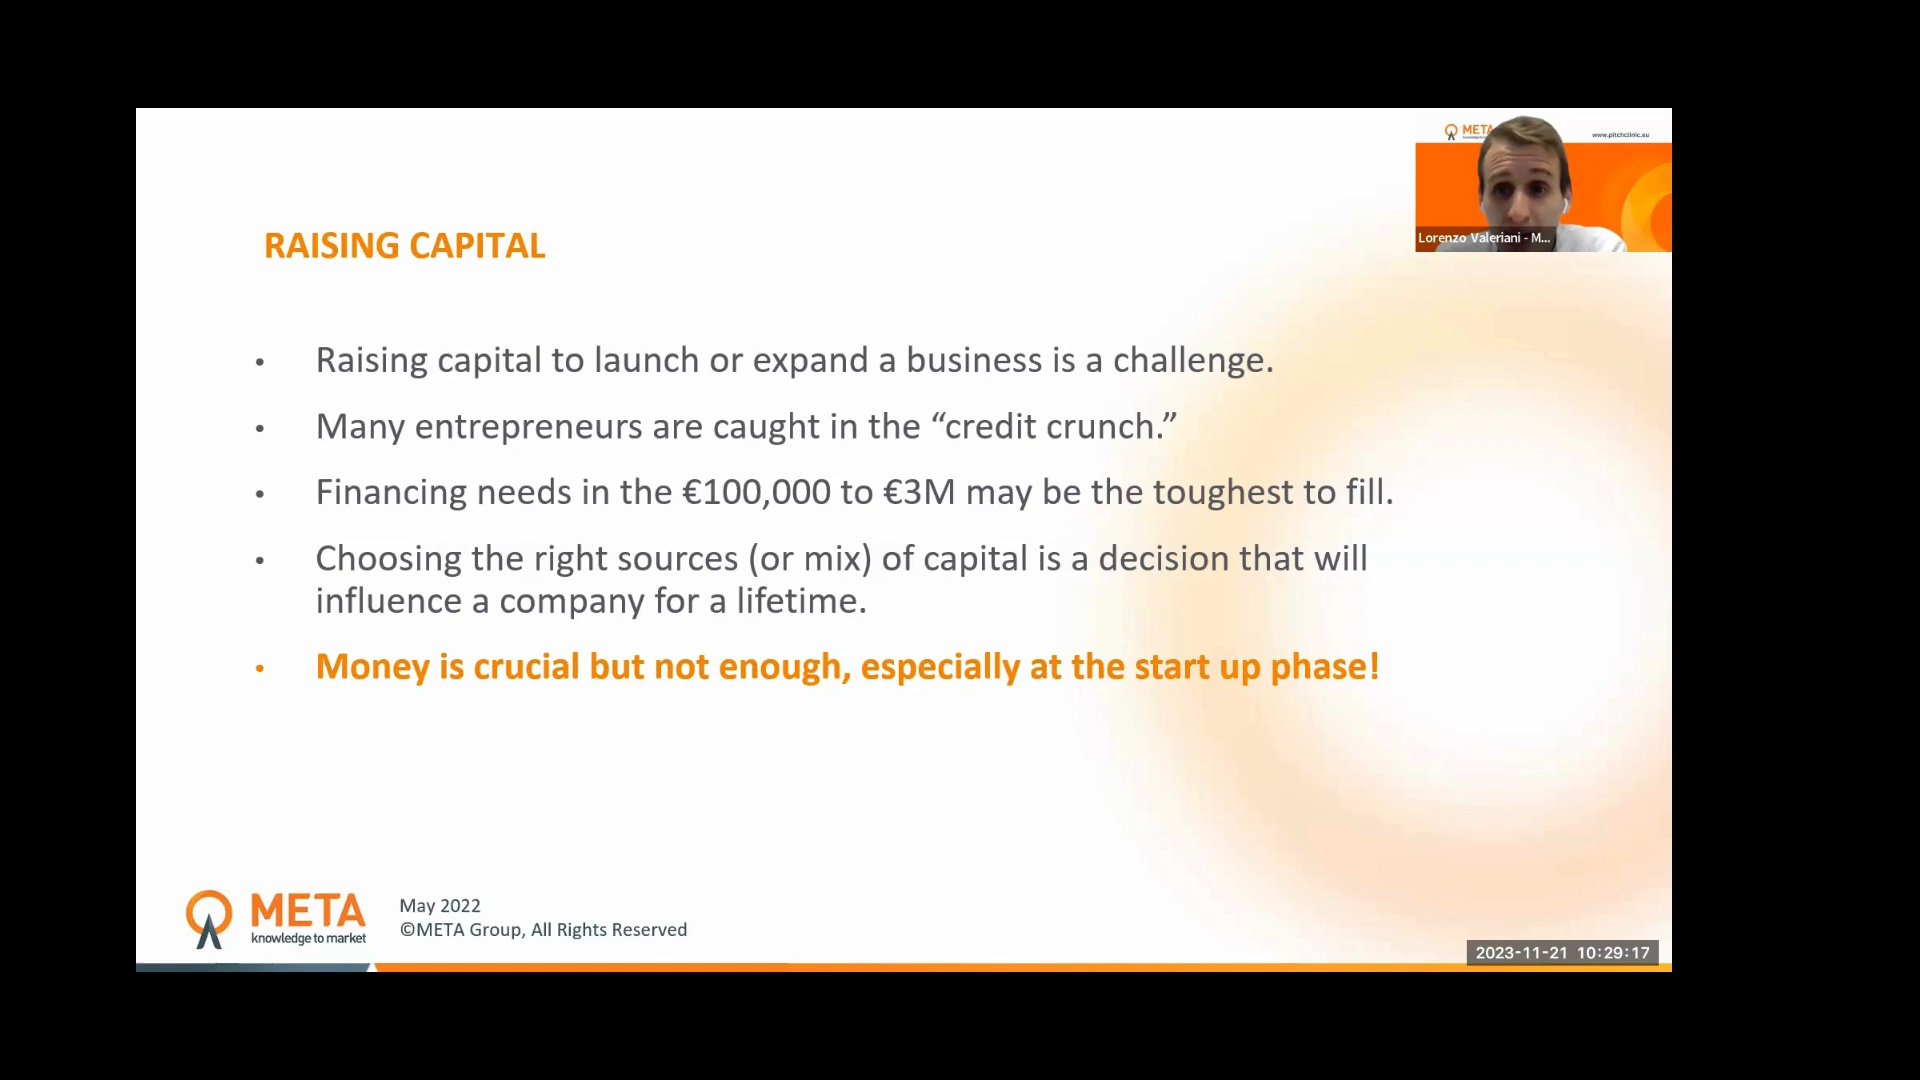 META
www.pitchclinic.eu
Lorenzo Valeriani - M...
RAISING CAPITAL
• Raising capital to launch or expand a business is a challenge.
• Many entrepreneurs are caught in the “credit crunch.”
• Financing needs in the €100,000 to €3M may be the toughest to fill.
• Choosing the right sources (or mix) of capital is a decision that will
influence a company for a lifetime.
• Money is crucial but not enough, especially at the start up phase!
META
knowledge to market
May 2022
©META Group, All Rights Reserved
2023-11-21 10:29:17